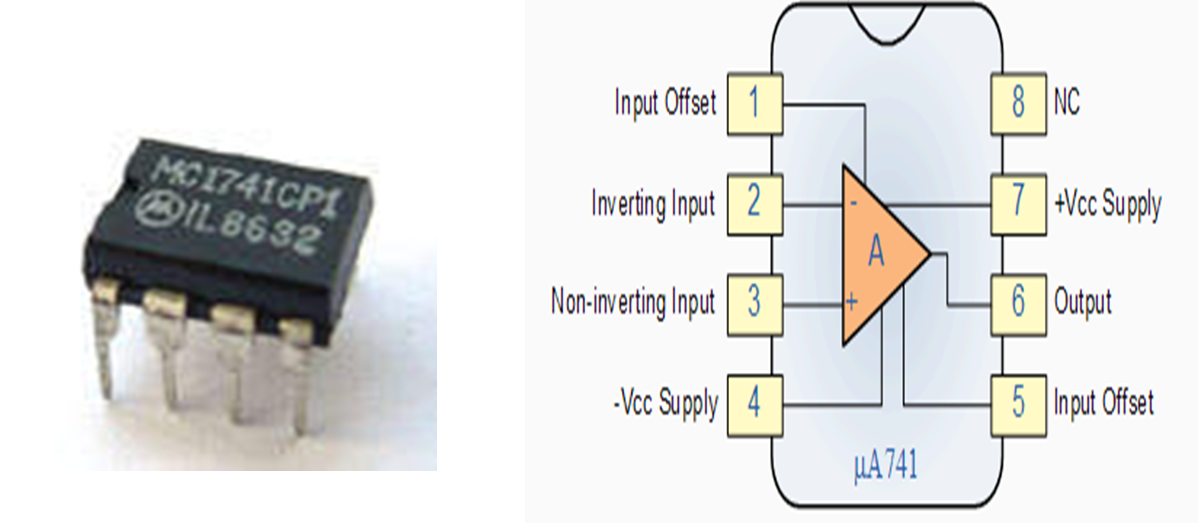 MC1741CP1
IL8632
Input Offset 1
Inverting Input 2
Non-inverting Input 3
-Vcc Supply 4
8 NC
7 +Vcc Supply
6 Output
5 Input Offset
-
A
+
µA741